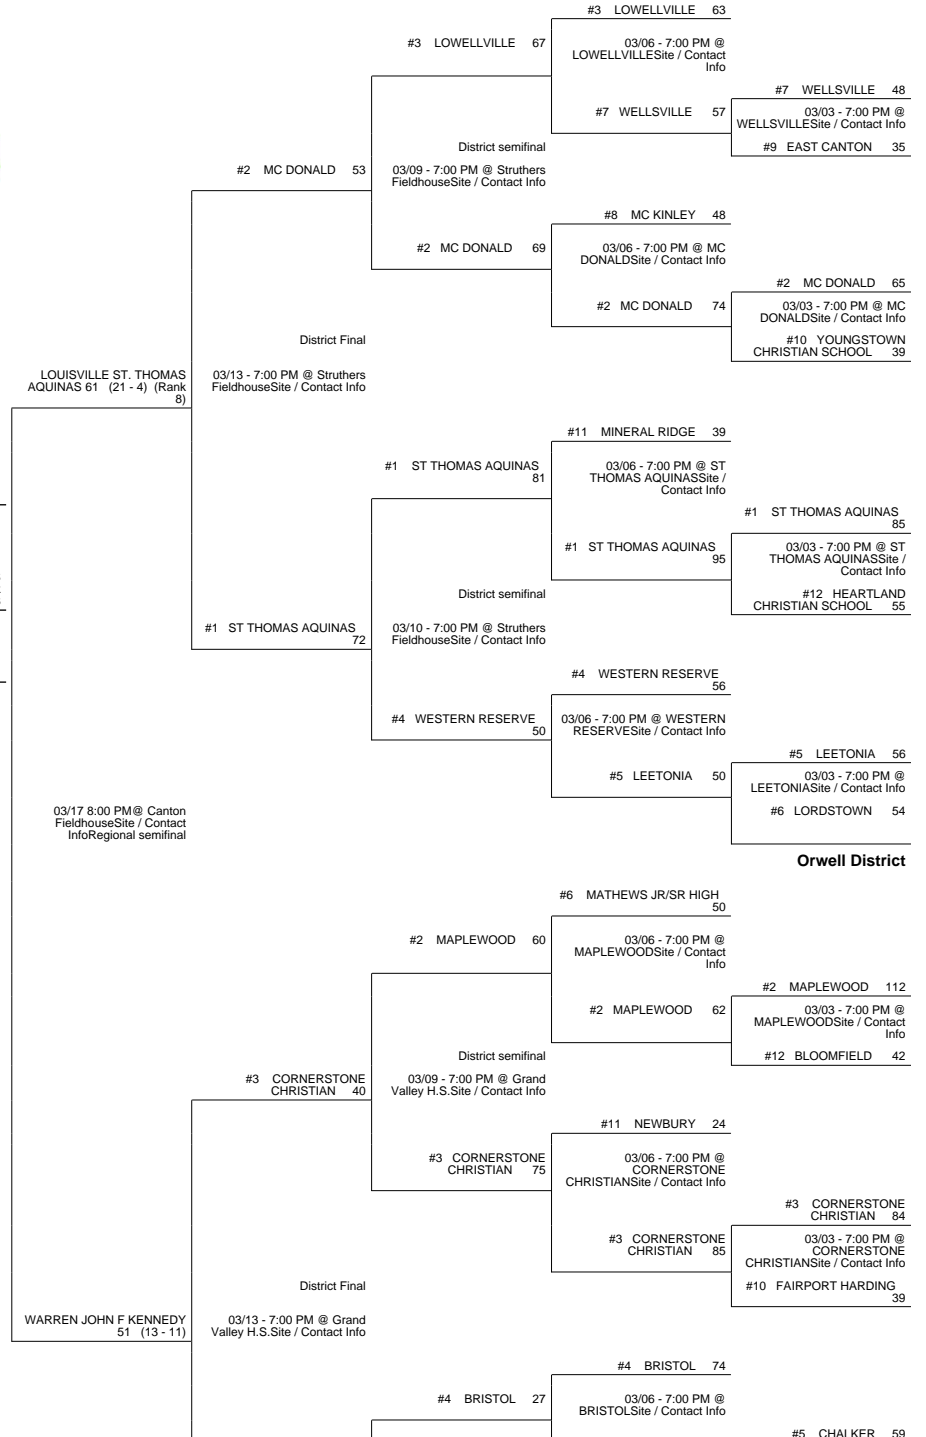 #3 LOWELLVILLE 63
#3 LOWELLVILLE 67
03/06 - 7:00 PM @
LOWELLVILLESite / Contact
Info
#7 WELLSVILLE 48
#7 WELLSVILLE 57
03/03 - 7:00 PM @
WELLSVILLESite / Contact Info
#9 EAST CANTON 35
District semifinal
#2 MC DONALD 53
03/09 - 7:00 PM @ Struthers
FieldhouseSite / Contact Info
#8 MC KINLEY 48
#2 MC DONALD 69
03/06 - 7:00 PM @ MC
DONALDSite / Contact Info
#2 MC DONALD 65
#2 MC DONALD 74
03/03 - 7:00 PM @ MC
DONALDSite / Contact Info
#10 YOUNGSTOWN
CHRISTIAN SCHOOL 39
District Final
LOUISVILLE ST. THOMAS
AQUINAS 61 (21 - 4) (Rank
8)
03/13 - 7:00 PM @ Struthers
FieldhouseSite / Contact Info
#11 MINERAL RIDGE 39
#1 ST THOMAS AQUINAS
81
03/06 - 7:00 PM @ ST
THOMAS AQUINASSite /
Contact Info
#1 ST THOMAS AQUINAS
85
#1 ST THOMAS AQUINAS
95
03/03 - 7:00 PM @ ST
THOMAS AQUINASSite /
Contact Info
#12 HEARTLAND
CHRISTIAN SCHOOL 55
District semifinal
#1 ST THOMAS AQUINAS
72
03/10 - 7:00 PM @ Struthers
FieldhouseSite / Contact Info
#4 WESTERN RESERVE
56
#4 WESTERN RESERVE
50
03/06 - 7:00 PM @ WESTERN
RESERVESite / Contact Info
#5 LEETONIA 56
#5 LEETONIA 50
03/03 - 7:00 PM @
LEETONIASite / Contact Info
#6 LORDSTOWN 54
03/17 8:00 PM@ Canton
FieldhouseSite / Contact
InfoRegional semifinal
Orwell District
#6 MATHEWS JR/SR HIGH
50
#2 MAPLEWOOD 60
03/06 - 7:00 PM @
MAPLEWOODSite / Contact
Info
#2 MAPLEWOOD 112
#2 MAPLEWOOD 62
03/03 - 7:00 PM @
MAPLEWOODSite / Contact
Info
#12 BLOOMFIELD 42
District semifinal
#3 CORNERSTONE
CHRISTIAN 40
03/09 - 7:00 PM @ Grand
Valley H.S.Site / Contact Info
#11 NEWBURY 24
#3 CORNERSTONE
CHRISTIAN 75
03/06 - 7:00 PM @
CORNERSTONE
CHRISTIANSite / Contact Info
#3 CORNERSTONE
CHRISTIAN 84
#3 CORNERSTONE
CHRISTIAN 85
03/03 - 7:00 PM @
CORNERSTONE
CHRISTIANSite / Contact Info
#10 FAIRPORT HARDING
39
District Final
WARREN JOHN F KENNEDY
51 (13 - 11)
03/13 - 7:00 PM @ Grand
Valley H.S.Site / Contact Info
#4 BRISTOL 74
#4 BRISTOL 27
03/06 - 7:00 PM @
BRISTOLSite / Contact Info
#5 CHALKER 59